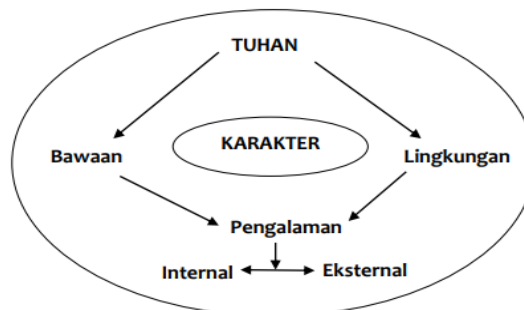 TUHAN
KARAKTER
Bawaan
Lingkungan
Pengalaman
Internal
Eksternal